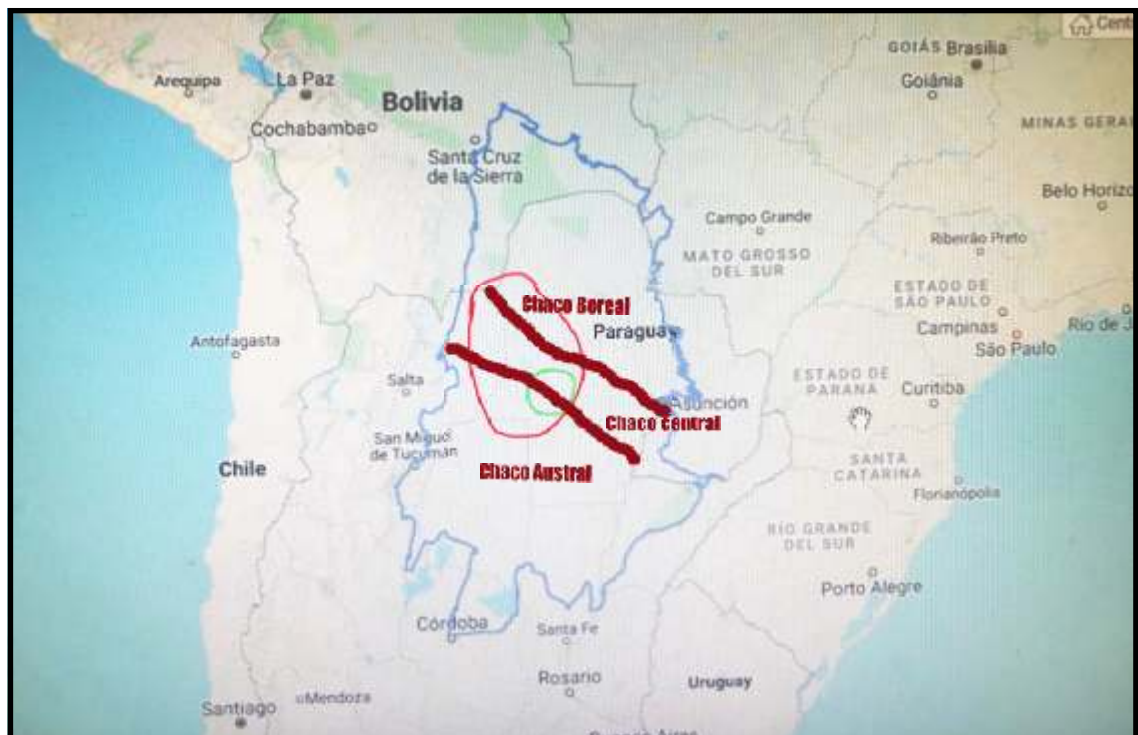 Cent
GOIÁS Brasilia
Goiânia
Arequipa
La Paz
Bolivia
Cochabamba
MINAS GERA
Santa Cruz
de la Sierra
Belo Horizo
Campo Grande
Ribeirão Preto
MATO GROSSO
DEL SUR
ESTADO DE
SÃO PAULO
Chaco Boreal
Paraguay
Campinas
Rio de J
São Paulo
Antofagasta
Salta
ESTADO DE
PARANA
Curitiba
Asunción
Chaco central
San Miguel
de Tucumán
Chile
Chaco Austral
SANTA
CATARINA
Florianópolis
RÍO GRANDE
DEL SUR
Porto Alegre
Córdoba
Santa Fe
Rosario
Uruguay
Mendoza
Santiago